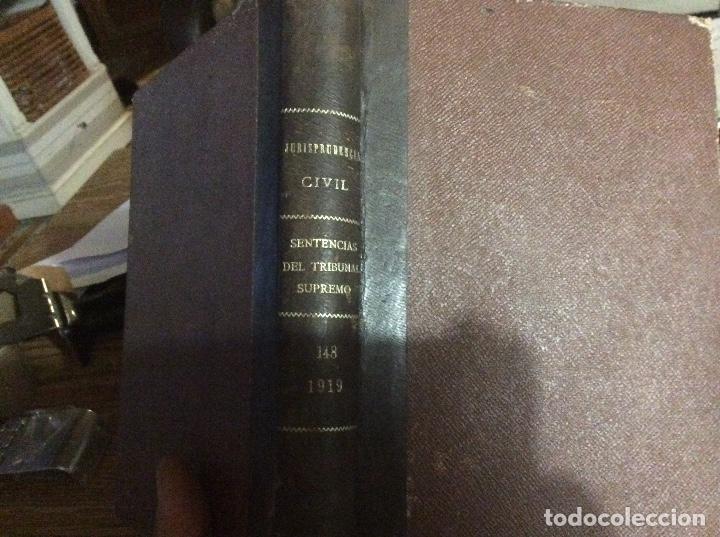 JURISPRUDENCIA
CIVIL
SENTENCIAS
DEL TRIBUNAL
SUPREMO
148
1919
todocoleccion